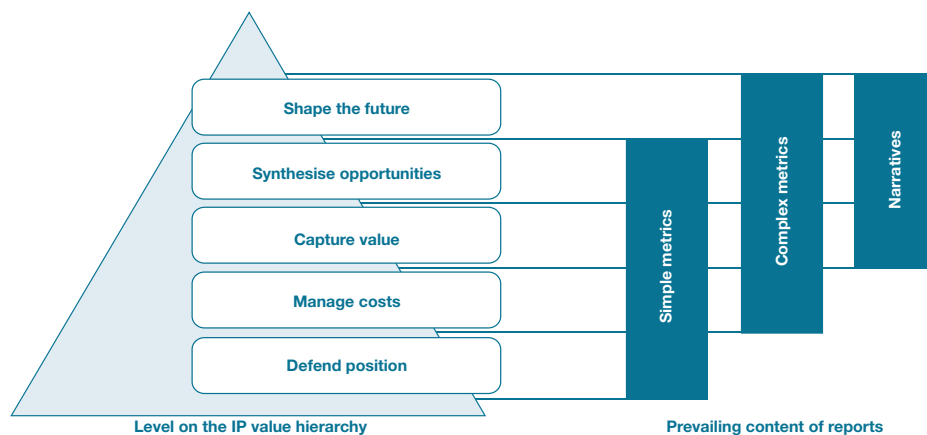 Shape the future
Synthesise opportunities
Capture value
Manage costs
Defend position
Simple metrics
Complex metrics
Narratives
Level on the IP value hierarchy
Prevailing content of reports